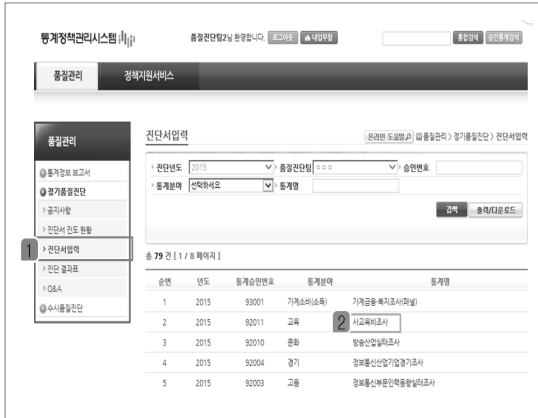 통계정책관리시스템
품질진단팀2님 환영합니다. 로그아웃 내업무함 통합검색 승인통계검색
품질관리 정책지원서비스
품질관리
통계정보 보고서
정기품질진단
공지사항
진단서 진도 현황
1 진단서입력
진단 결과표
Q&A
수시품질진단
진단서입력
온라인 도움말 품질관리 > 정기품질진단 > 진단서입력
진단년도 2015 품질진단팀 ㅁㅁㅁ 승인번호
통계분야 선택하세요 통계명
검색 출력/다운로드
총 79 건 [ 1 / 8 페이지 ]
순번 년도 통계승인번호 통계분야 통계명
1 2015 93001 가계소비(소득) 가계금융·복지조사(패널)
2 2015 92011 교육 2 사교육비조사
3 2015 92010 문화 방송산업실태조사
4 2015 92004 경기 정보통신산업기업경기조사
5 2015 92003 고용 정보통신부문인력동향실태조사